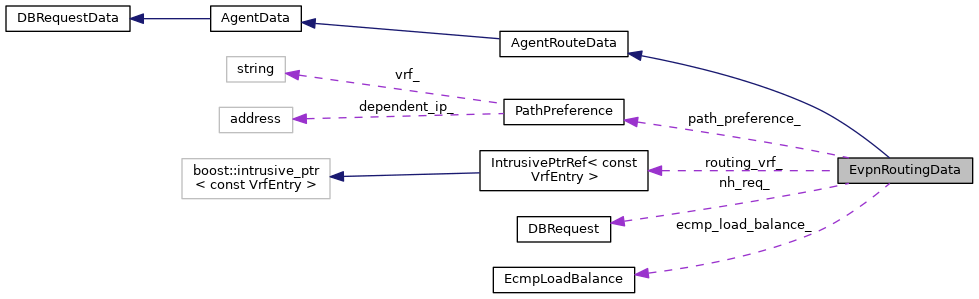 DBRequestData
AgentData
AgentRouteData
string
vrf_
address
dependent_ip_
PathPreference
path_preference_
boost::intrusive_ptr
< const VrfEntry >
IntrusivePtrRef< const
VrfEntry >
routing_vrf_
EvpnRoutingData
nh_req_
DBRequest
ecmp_load_balance_
EcmpLoadBalance